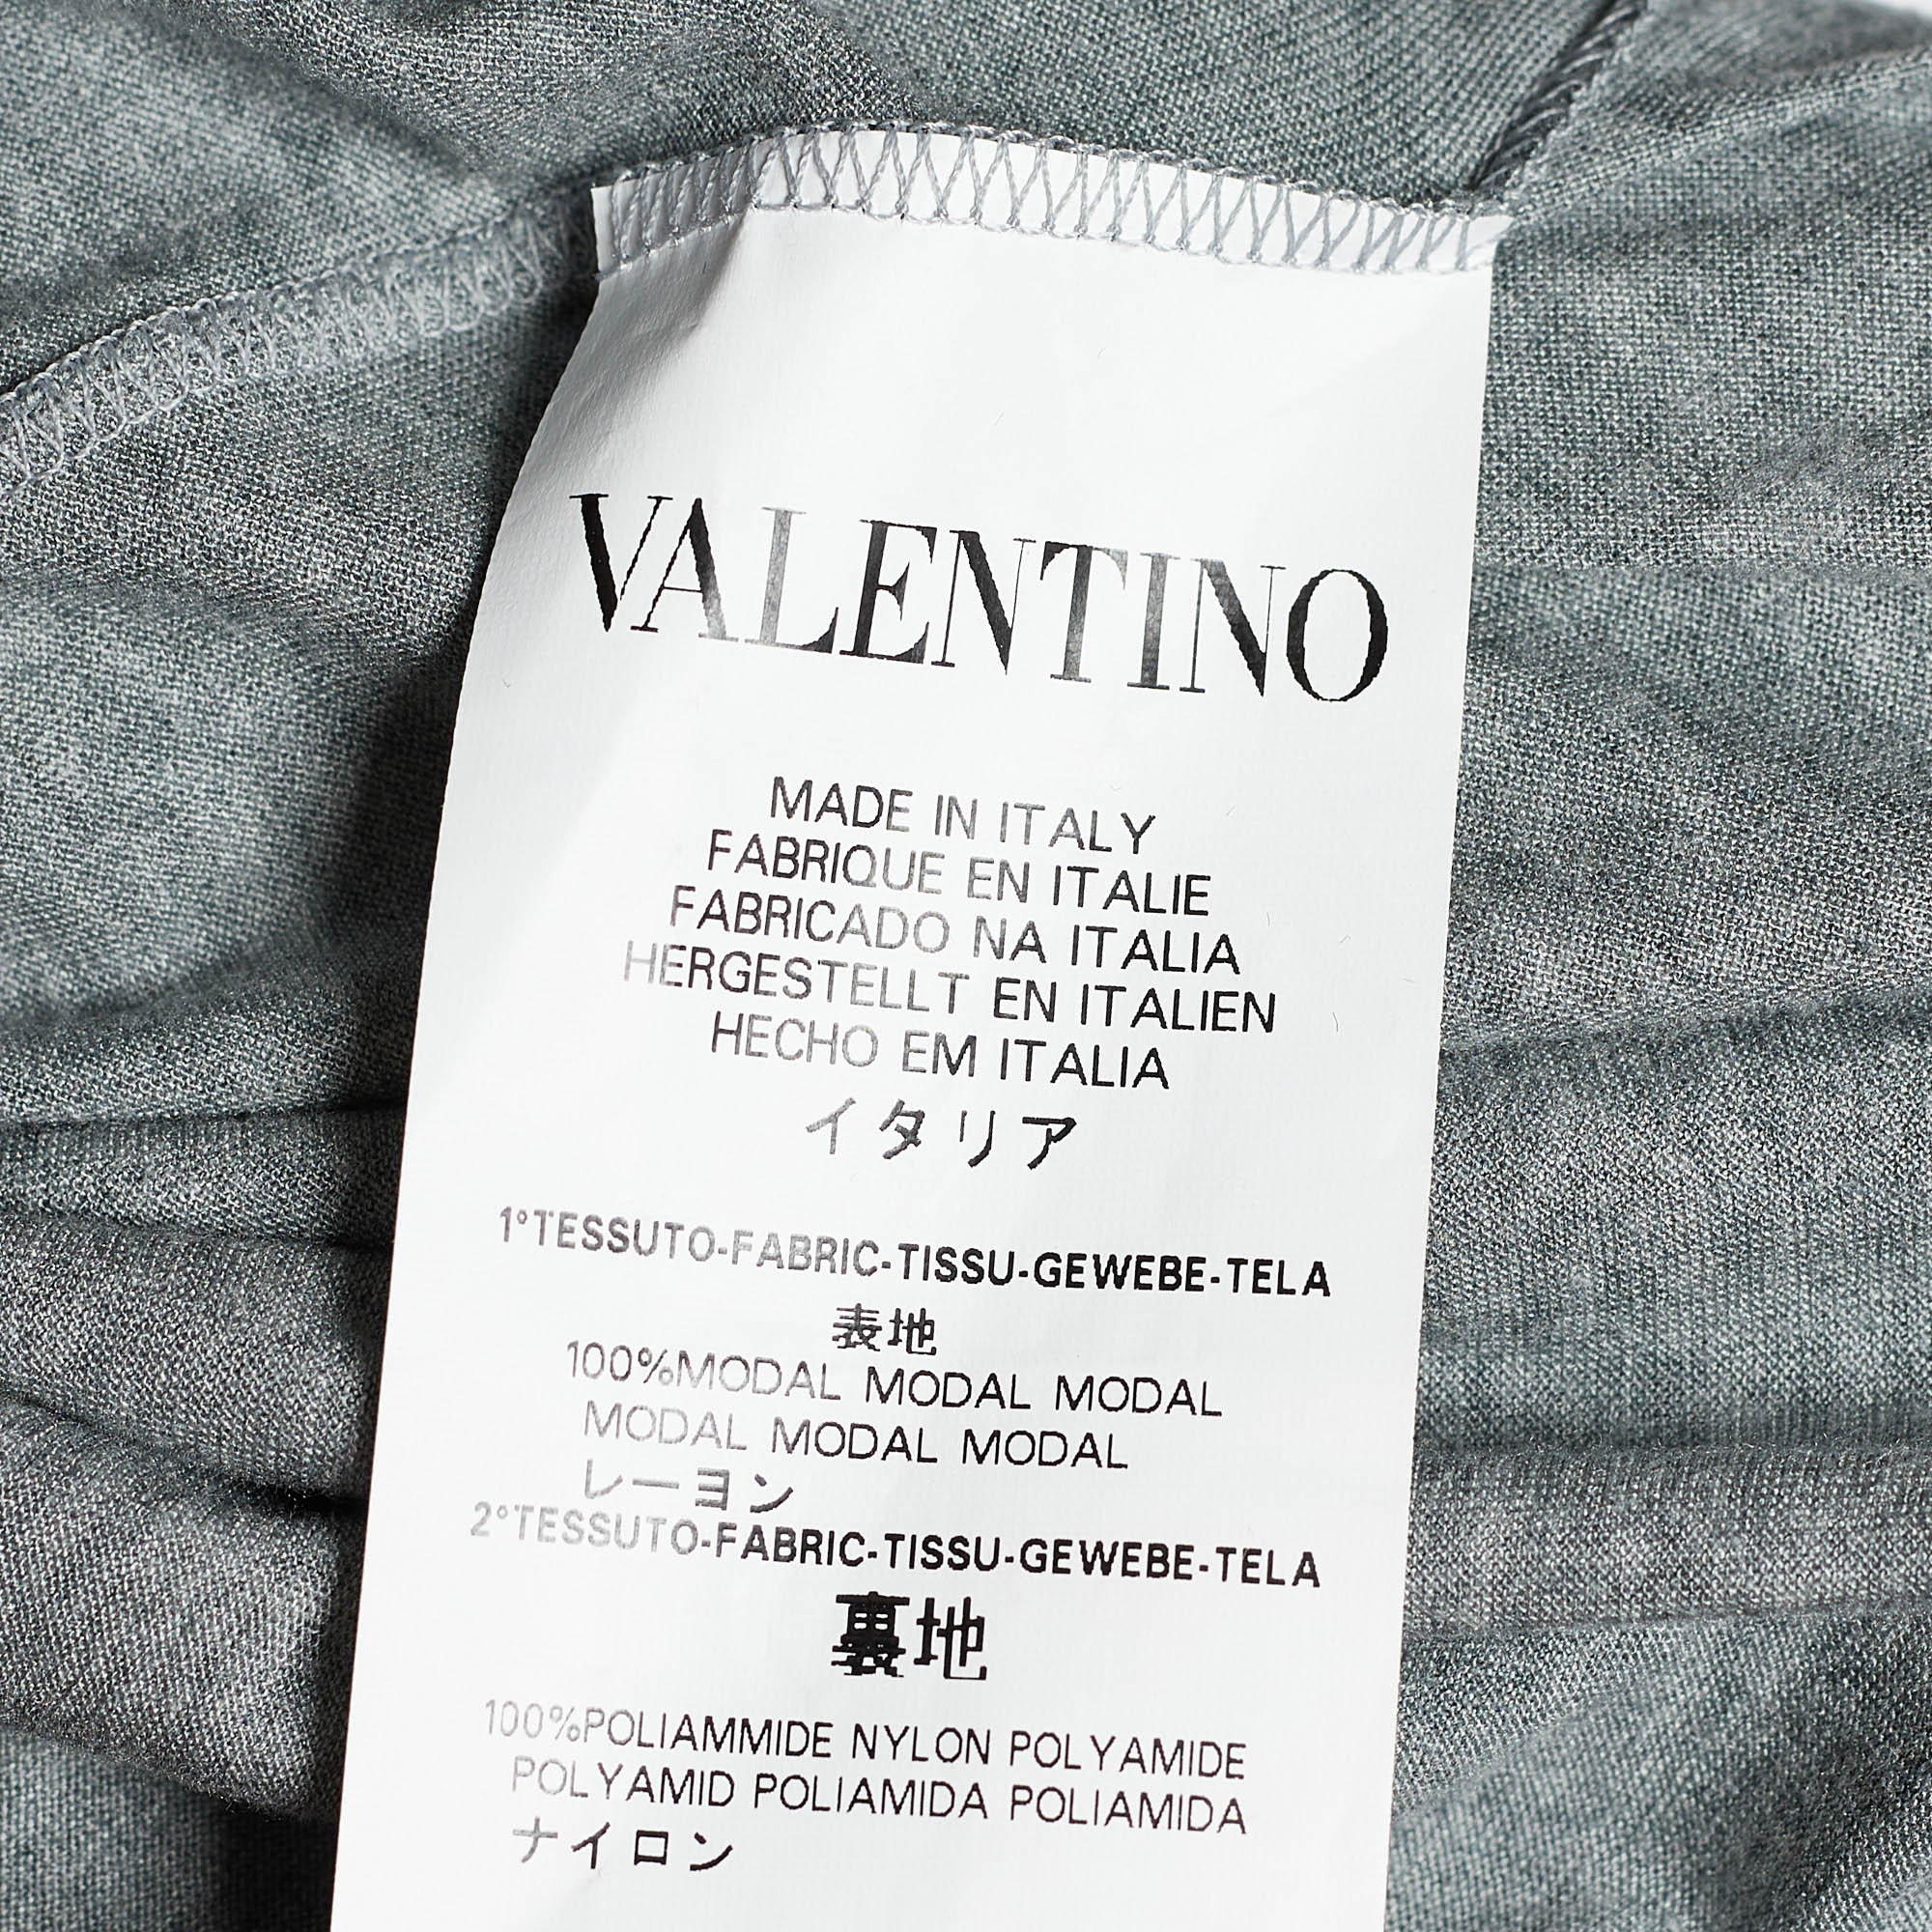 VALENTINO
MADE IN ITALY
FABRIQUE EN ITALIE
FABRICADO NA ITALIA
HERGESTELLT EN ITALIEN
HECHO EM ITALIA
イタリア
1°TESSUTO-FABRIC-TISSU-GEWEBE-TELA
表地
100%MODAL MODAL MODAL
MODAL MODAL MODAL
レーヨン
2°TESSUTO-FABRIC-TISSU-GEWEBE-TELA
裏地
100%POLIAMMIDE NYLON POLYAMIDE
POLYAMID POLIAMIDA POLIAMIDA
ナイロン